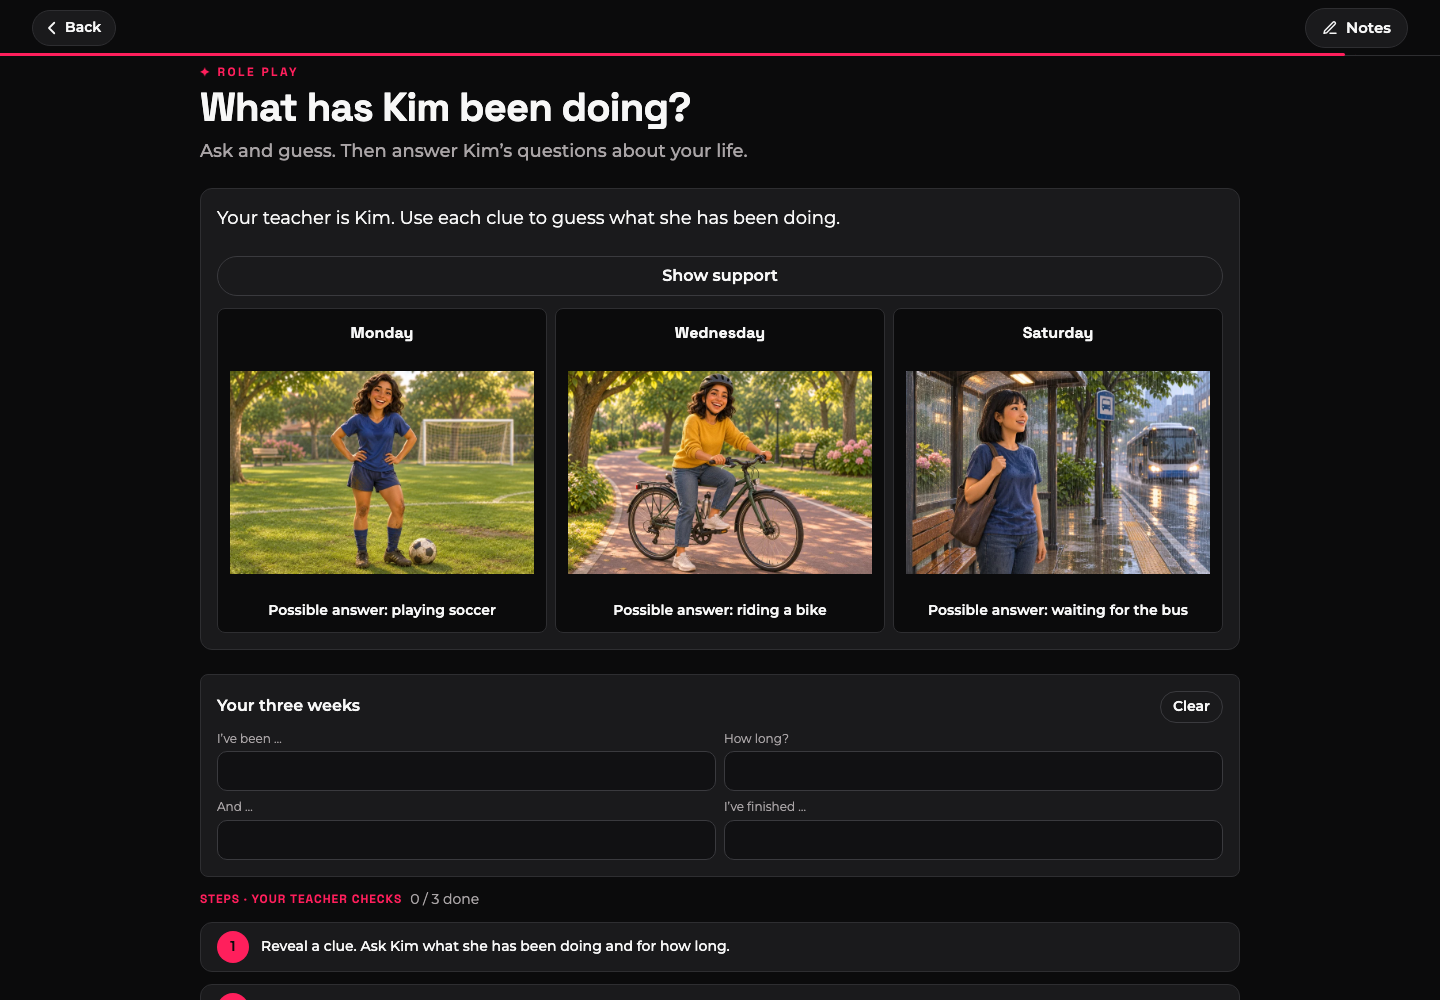 Back
Notes
✦ ROLE PLAY
What has Kim been doing?
Ask and guess. Then answer Kim’s questions about your life.
Your teacher is Kim. Use each clue to guess what she has been doing.
Show support
Monday
Wednesday
Saturday
Possible answer: playing soccer
Possible answer: riding a bike
Possible answer: waiting for the bus
Your three weeks
Clear
I’ve been ...
How long?
And ...
I’ve finished ...
STEPS · YOUR TEACHER CHECKS 0 / 3 done
1 Reveal a clue. Ask Kim what she has been doing and for how long.